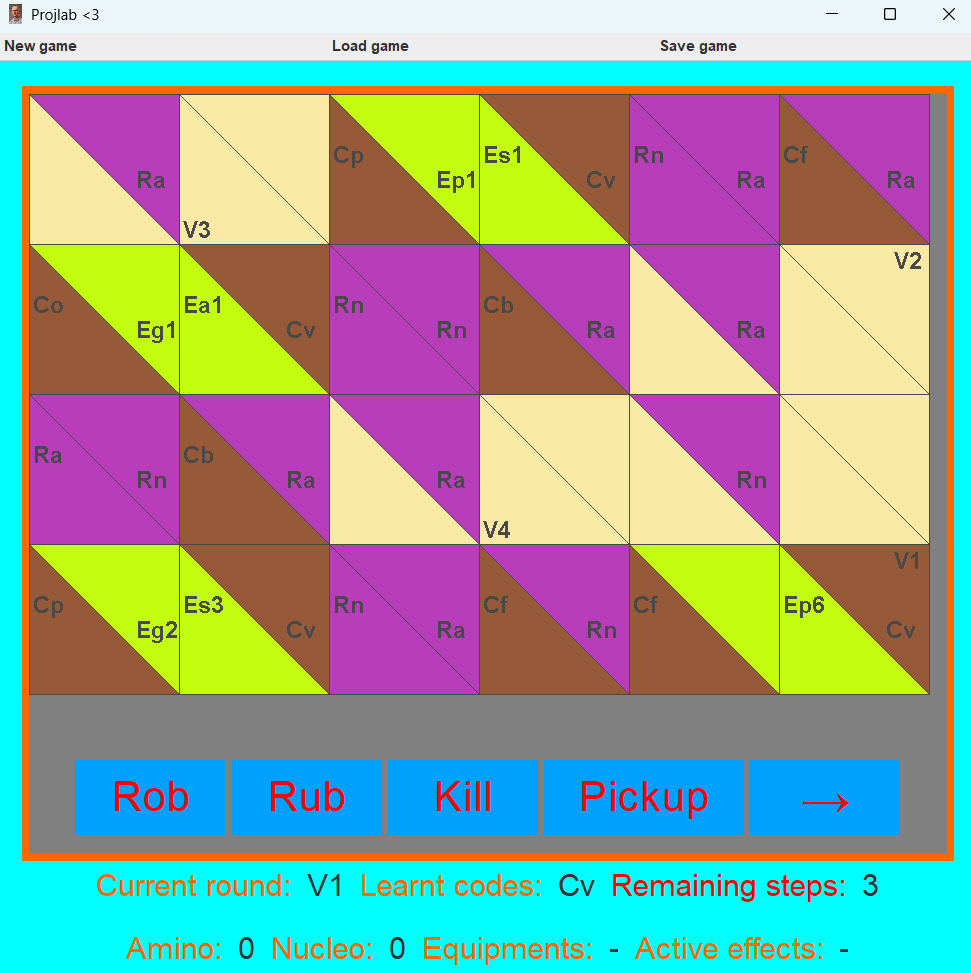 Projlab <3
New game Load game Save game
Cp Es1 Rn Cf
Ra Ep1 Cv Ra Ra
V3
V2
Co Ea1 Rn Cb
Eg1 Cv Rn Ra Ra
Ra Cb
Rn Ra Ra Rn
V4
V1
Cp Es3 Rn Cf Cf Ep6
Eg2 Cv Ra Rn Cv
Rob Rub Kill Pickup →
Current round: V1 Learnt codes: Cv Remaining steps: 3
Amino: 0 Nucleo: 0 Equipments: - Active effects: -